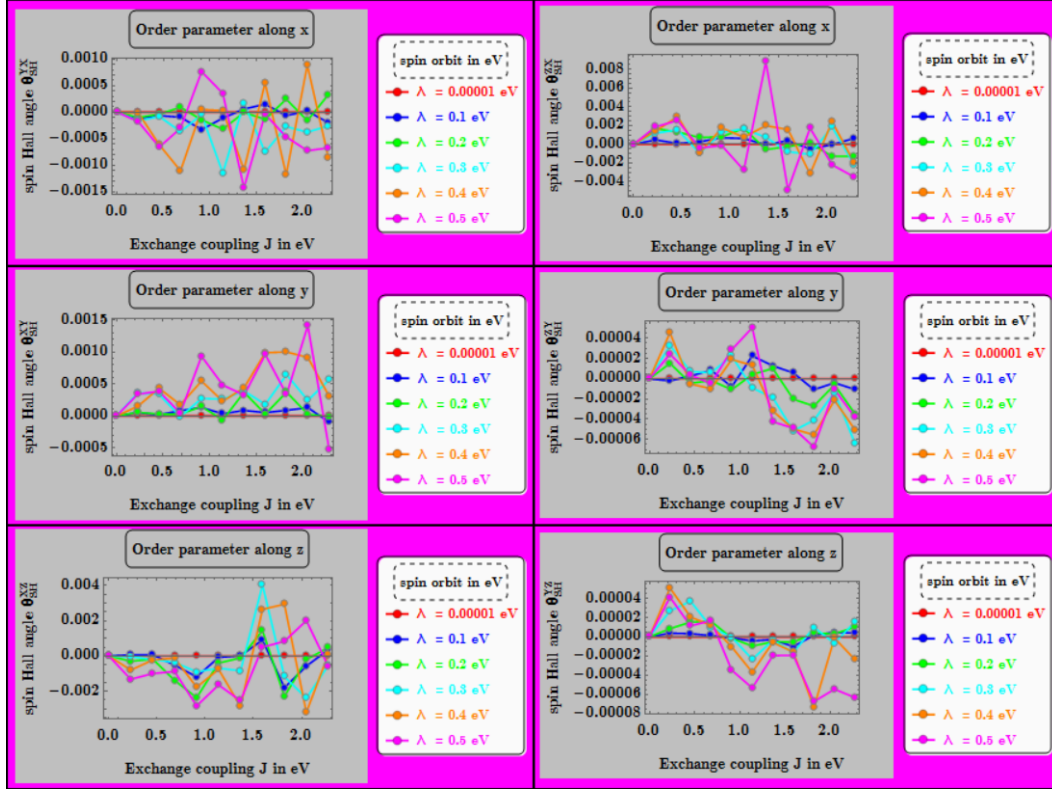 Order parameter along x
spin Hall angle θ^YX_SH
0.0010
0.0005
0.0000
−0.0005
−0.0010
−0.0015
0.0 0.5 1.0 1.5 2.0
Exchange coupling J in eV
spin orbit in eV
λ = 0.00001 eV
λ = 0.1 eV
λ = 0.2 eV
λ = 0.3 eV
λ = 0.4 eV
λ = 0.5 eV
Order parameter along x
spin Hall angle θ^ZX_SH
0.008
0.006
0.004
0.002
0.000
−0.002
−0.004
0.0 0.5 1.0 1.5 2.0
Exchange coupling J in eV
spin orbit in eV
λ = 0.00001 eV
λ = 0.1 eV
λ = 0.2 eV
λ = 0.3 eV
λ = 0.4 eV
λ = 0.5 eV
Order parameter along y
spin Hall angle θ^XY_SH
0.0015
0.0010
0.0005
0.0000
−0.0005
0.0 0.5 1.0 1.5 2.0
Exchange coupling J in eV
spin orbit in eV
λ = 0.00001 eV
λ = 0.1 eV
λ = 0.2 eV
λ = 0.3 eV
λ = 0.4 eV
λ = 0.5 eV
Order parameter along y
spin Hall angle θ^ZY_SH
0.00004
0.00002
0.00000
−0.00002
−0.00004
−0.00006
0.0 0.5 1.0 1.5 2.0
Exchange coupling J in eV
spin orbit in eV
λ = 0.00001 eV
λ = 0.1 eV
λ = 0.2 eV
λ = 0.3 eV
λ = 0.4 eV
λ = 0.5 eV
Order parameter along z
spin Hall angle θ^XZ_SH
0.004
0.002
0.000
−0.002
0.0 0.5 1.0 1.5 2.0
Exchange coupling J in eV
spin orbit in eV
λ = 0.00001 eV
λ = 0.1 eV
λ = 0.2 eV
λ = 0.3 eV
λ = 0.4 eV
λ = 0.5 eV
Order parameter along z
spin Hall angle θ^YZ_SH
0.00004
0.00002
0.00000
−0.00002
−0.00004
−0.00006
−0.00008
0.0 0.5 1.0 1.5 2.0
Exchange coupling J in eV
spin orbit in eV
λ = 0.00001 eV
λ = 0.1 eV
λ = 0.2 eV
λ = 0.3 eV
λ = 0.4 eV
λ = 0.5 eV